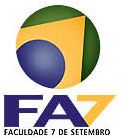 FA7
FACULDADE 7 DE SETEMBRO